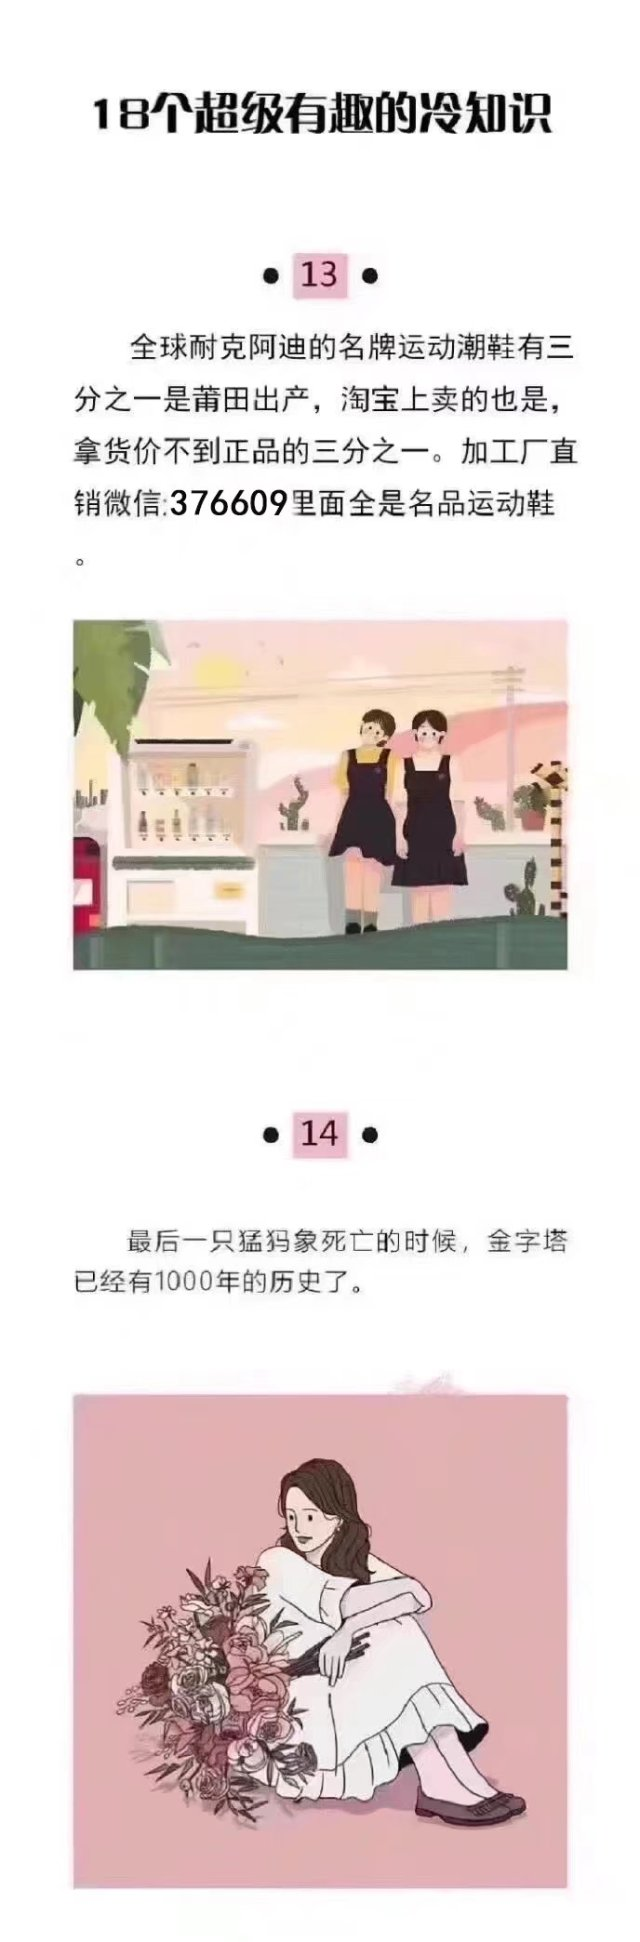 18个超级有趣的冷知识
13
全球耐克阿迪的名牌运动潮鞋有三
分之一是莆田出产，淘宝上卖的也是，
拿货价不到正品的三分之一。加工厂直
销微信:376609里面全是名品运动鞋
。
14
最后一只猛犸象死亡的时候，金字塔
已经有1000年的历史了。